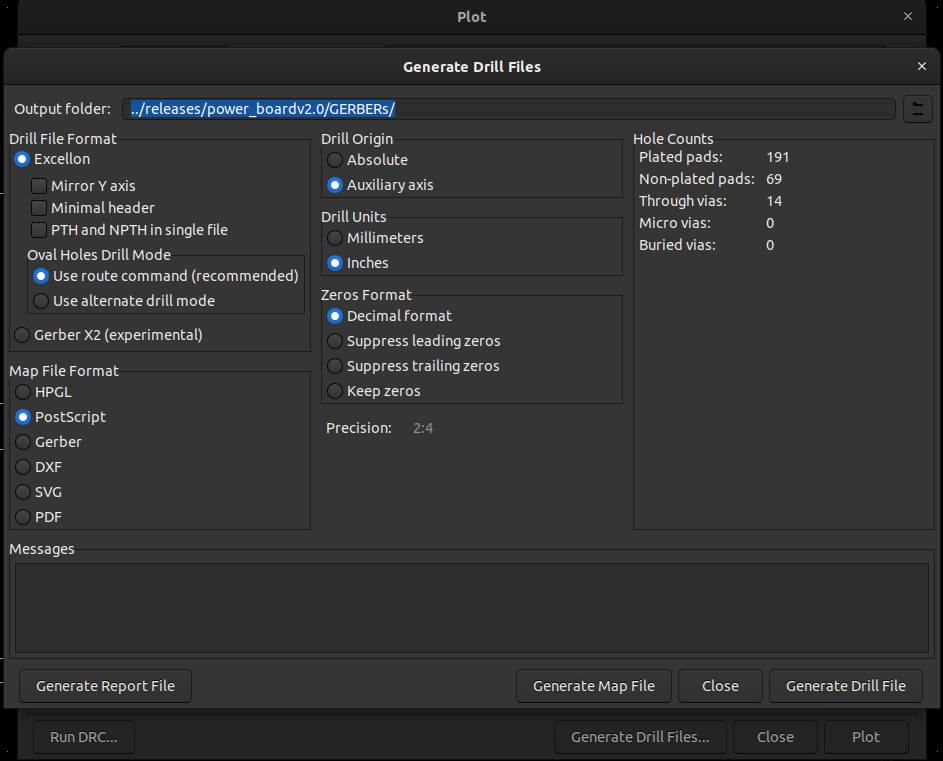 Plot
Generate Drill Files
Output folder: ../releases/power_boardv2.0/GERBERs/
Drill File Format
Excellon
Mirror Y axis
Minimal header
PTH and NPTH in single file
Oval Holes Drill Mode
Use route command (recommended)
Use alternate drill mode
Gerber X2 (experimental)
Map File Format
HPGL
PostScript
Gerber
DXF
SVG
PDF
Drill Origin
Absolute
Auxiliary axis
Drill Units
Millimeters
Inches
Zeros Format
Decimal format
Suppress leading zeros
Suppress trailing zeros
Keep zeros
Precision: 2:4
Hole Counts
Plated pads: 191
Non-plated pads: 69
Through vias: 14
Micro vias: 0
Buried vias: 0
Messages
Generate Report File Generate Map File Close Generate Drill File
Run DRC... Generate Drill Files... Close Plot